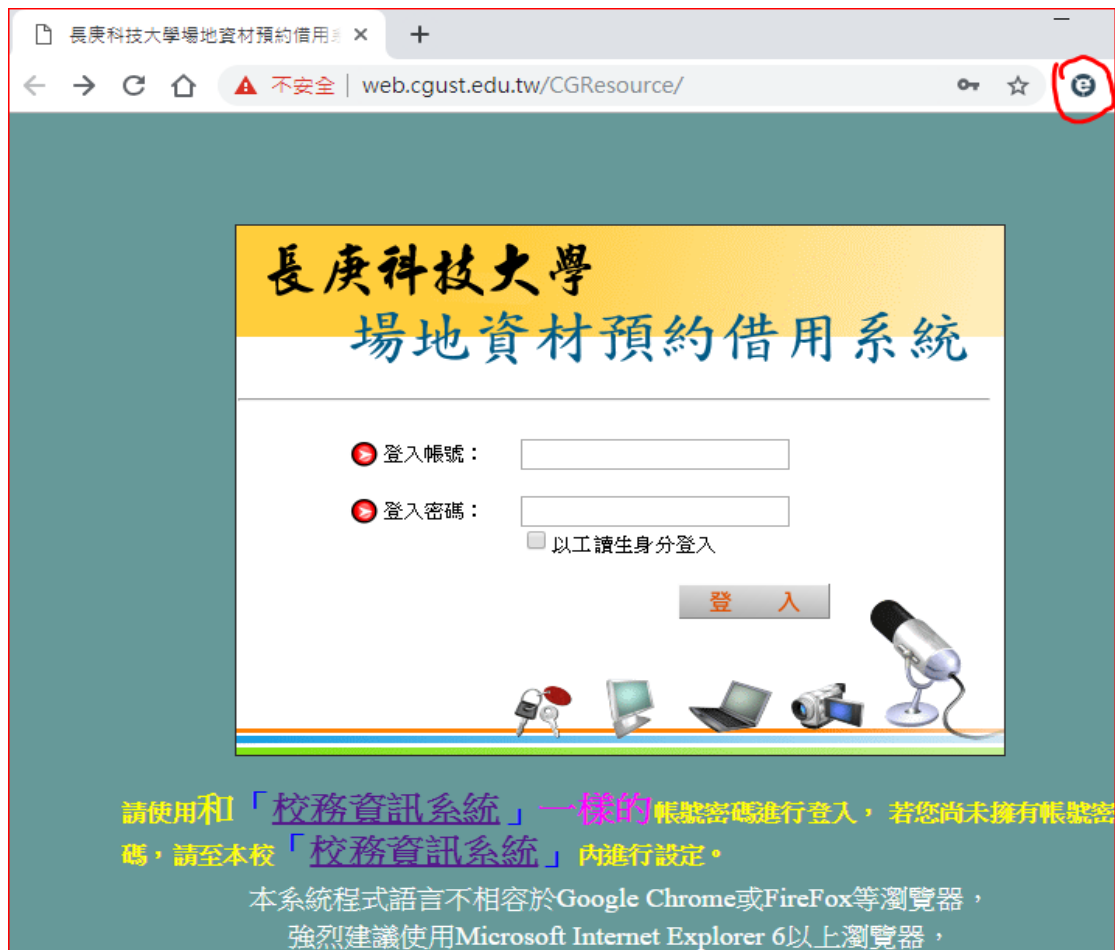 長庚科技大學場地資材預約借用
不安全 | web.cgust.edu.tw/CGResource/
長庚科技大學
場地資材預約借用系統
登入帳號：
登入密碼：
以工讀生身分登入
登 入
請使用和「校務資訊系統」一樣的帳號密碼進行登入， 若您尚未擁有帳號密
碼，請至本校「校務資訊系統」內進行設定。
本系統程式語言不相容於Google Chrome或FireFox等瀏覽器，
強烈建議使用Microsoft Internet Explorer 6以上瀏覽器，